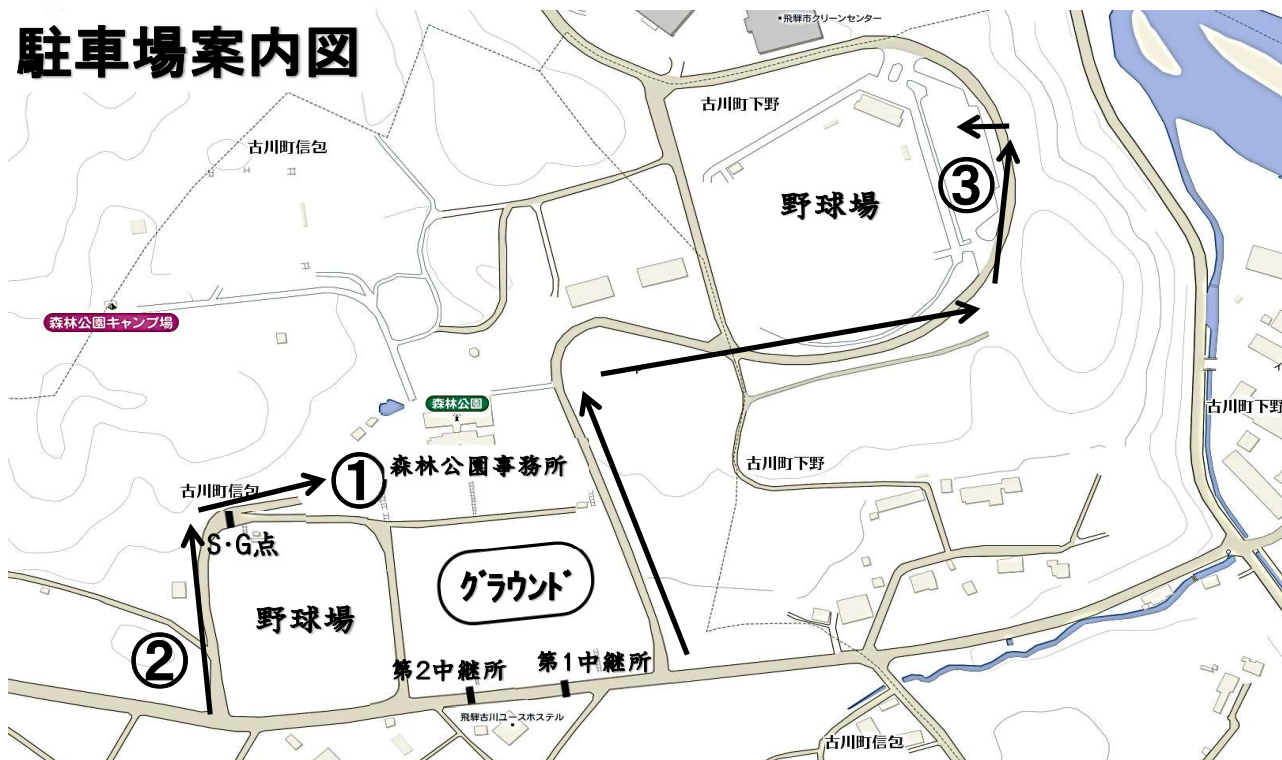 駐車場案内図
飛騨市クリーンセンター
古川町下野
古川町信包
③
野球場
森林公園キャンプ場
森林公園
古川町下野
①
森林公園事務所
古川町下野
古川町信包
S・G点
グラウンド
野球場
②
第2中継所
第1中継所
飛騨古川ユースホステル
古川町信包